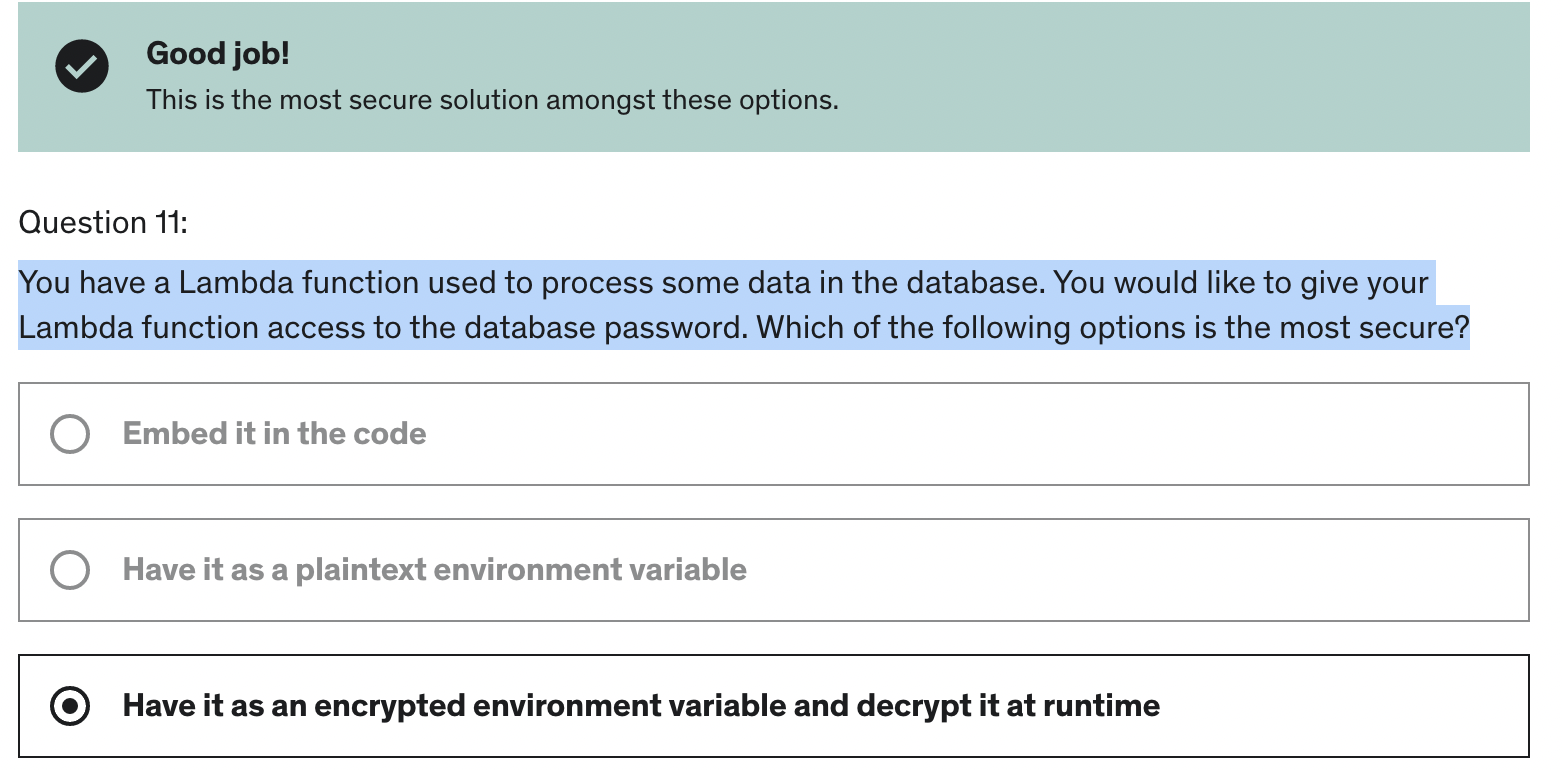 Good job!
This is the most secure solution amongst these options.
Question 11:
You have a Lambda function used to process some data in the database. You would like to give your
Lambda function access to the database password. Which of the following options is the most secure?
Embed it in the code
Have it as a plaintext environment variable
Have it as an encrypted environment variable and decrypt it at runtime